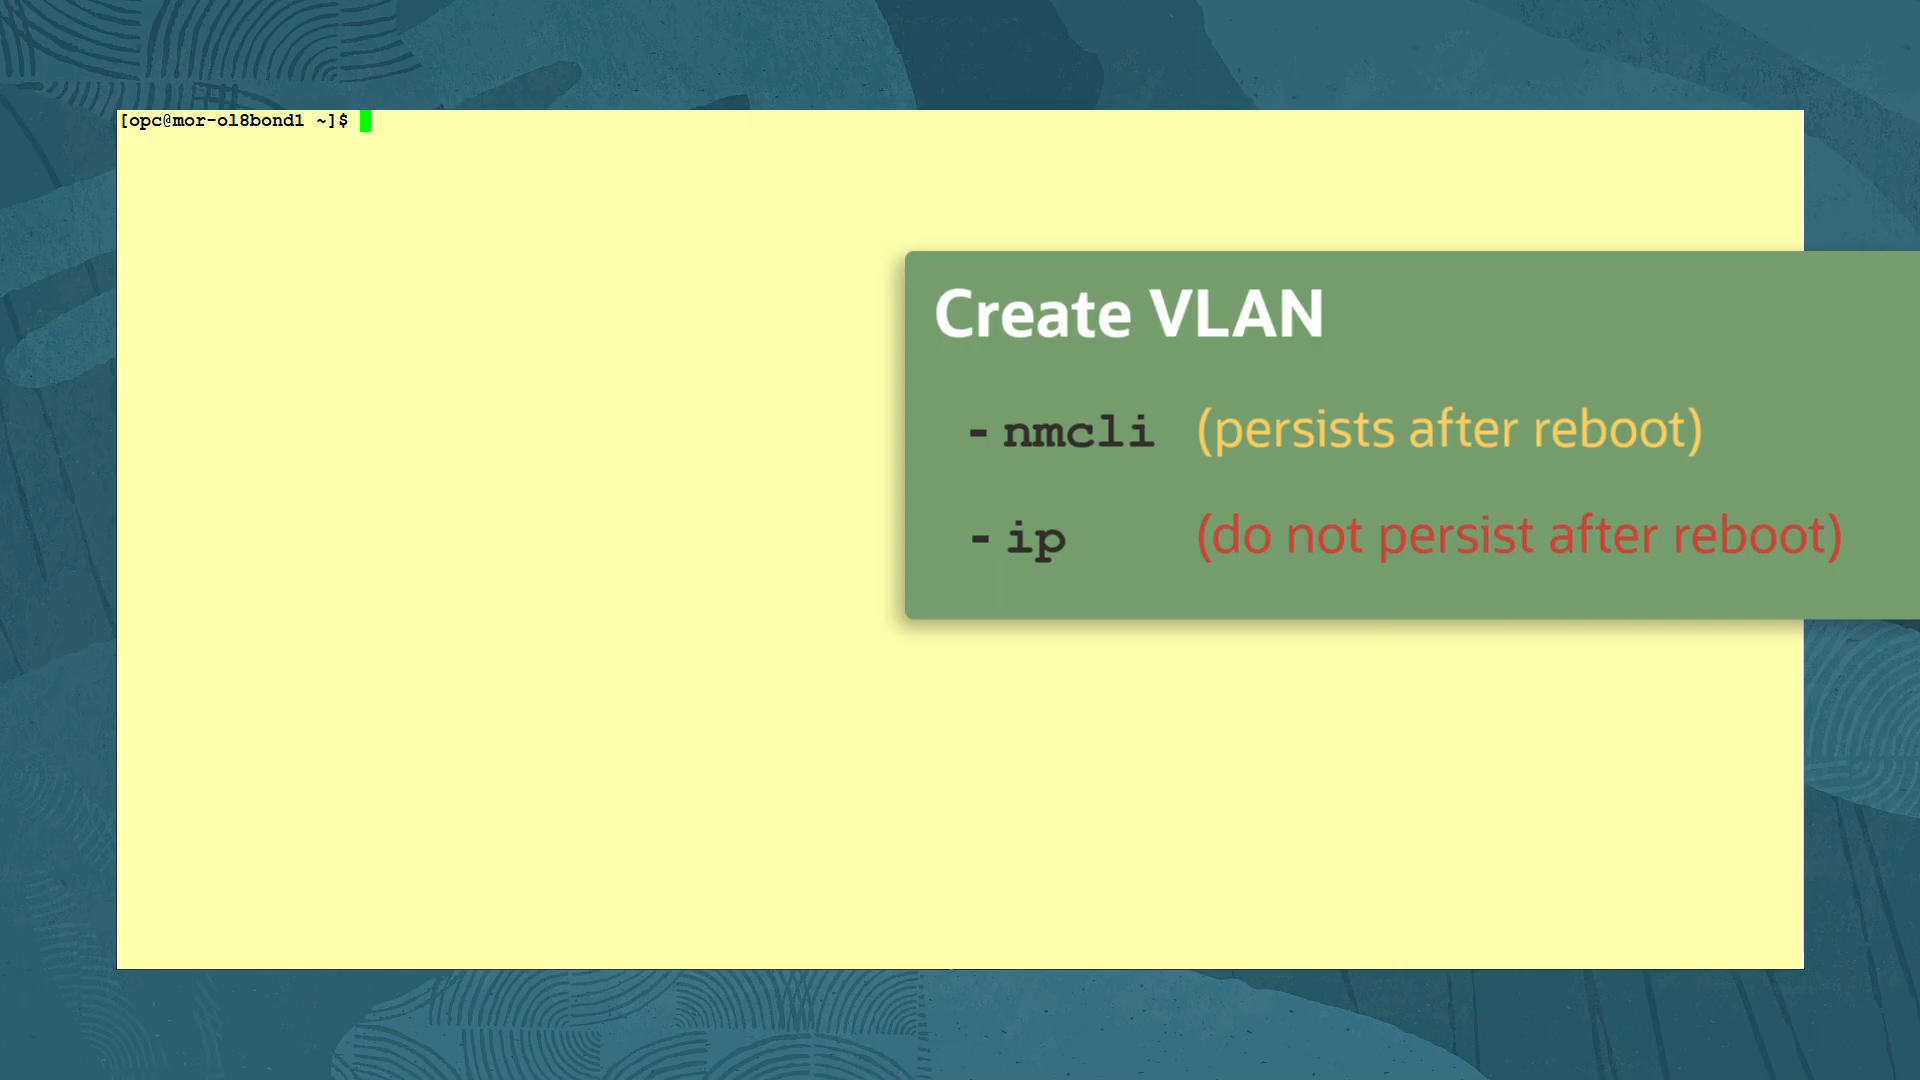 [opc@mor-ol8bond1 ~]$
Create VLAN
- nmcli (persists after reboot)
- ip (do not persist after reboot)